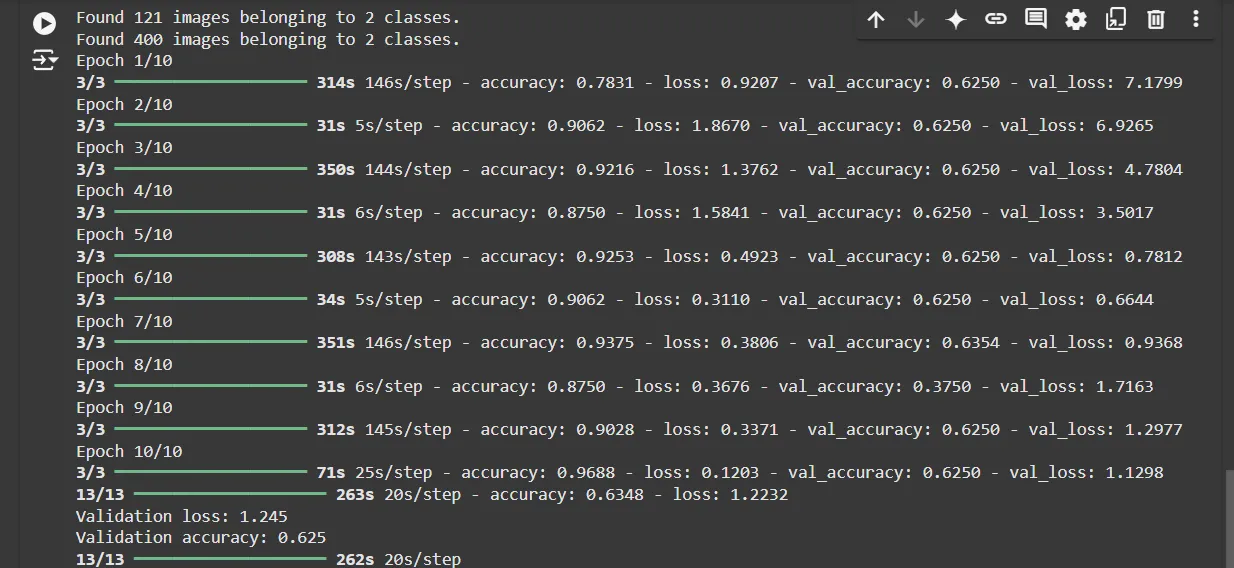 Found 121 images belonging to 2 classes.
Found 400 images belonging to 2 classes.
Epoch 1/10
3/3 314s 146s/step - accuracy: 0.7831 - loss: 0.9207 - val_accuracy: 0.6250 - val_loss: 7.1799
Epoch 2/10
3/3 31s 5s/step - accuracy: 0.9062 - loss: 1.8670 - val_accuracy: 0.6250 - val_loss: 6.9265
Epoch 3/10
3/3 350s 144s/step - accuracy: 0.9216 - loss: 1.3762 - val_accuracy: 0.6250 - val_loss: 4.7804
Epoch 4/10
3/3 31s 6s/step - accuracy: 0.8750 - loss: 1.5841 - val_accuracy: 0.6250 - val_loss: 3.5017
Epoch 5/10
3/3 308s 143s/step - accuracy: 0.9253 - loss: 0.4923 - val_accuracy: 0.6250 - val_loss: 0.7812
Epoch 6/10
3/3 34s 5s/step - accuracy: 0.9062 - loss: 0.3110 - val_accuracy: 0.6250 - val_loss: 0.6644
Epoch 7/10
3/3 351s 146s/step - accuracy: 0.9375 - loss: 0.3806 - val_accuracy: 0.6354 - val_loss: 0.9368
Epoch 8/10
3/3 31s 6s/step - accuracy: 0.8750 - loss: 0.3676 - val_accuracy: 0.3750 - val_loss: 1.7163
Epoch 9/10
3/3 312s 145s/step - accuracy: 0.9028 - loss: 0.3371 - val_accuracy: 0.6250 - val_loss: 1.2977
Epoch 10/10
3/3 71s 25s/step - accuracy: 0.9688 - loss: 0.1203 - val_accuracy: 0.6250 - val_loss: 1.1298
13/13 263s 20s/step - accuracy: 0.6348 - loss: 1.2232
Validation loss: 1.245
Validation accuracy: 0.625
13/13 262s 20s/step